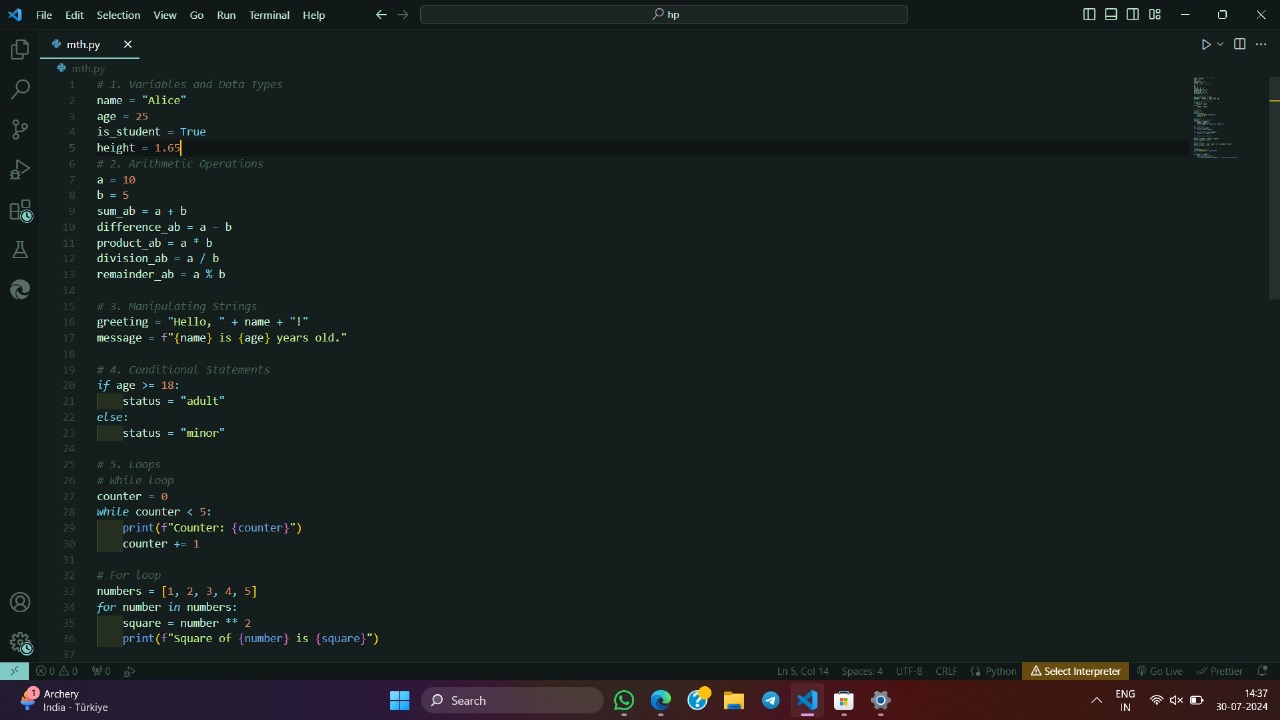 File Edit Selection View Go Run Terminal Help
hp
mth.py
mth.py
1 # 1. Variables and Data Types
2 name = "Alice"
3 age = 25
4 is_student = True
5 height = 1.65
6 # 2. Arithmetic Operations
7 a = 10
8 b = 5
9 sum_ab = a + b
10 difference_ab = a - b
11 product_ab = a * b
12 division_ab = a / b
13 remainder_ab = a % b
14
15 # 3. Manipulating Strings
16 greeting = "Hello, " + name + "!"
17 message = f"{name} is {age} years old."
18
19 # 4. Conditional Statements
20 if age >= 18:
21     status = "adult"
22 else:
23     status = "minor"
24
25 # 5. Loops
26 # While loop
27 counter = 0
28 while counter < 5:
29     print(f"Counter: {counter}")
30     counter += 1
31
32 # For loop
33 numbers = [1, 2, 3, 4, 5]
34 for number in numbers:
35     square = number ** 2
36     print(f"Square of {number} is {square}")
37
0 0 0 Ln 5, Col 14 Spaces: 4 UTF-8 CRLF Python Select Interpreter Go Live Prettier
1 Archery
India - Türkiye
Search
ENG
IN
14:37
30-07-2024